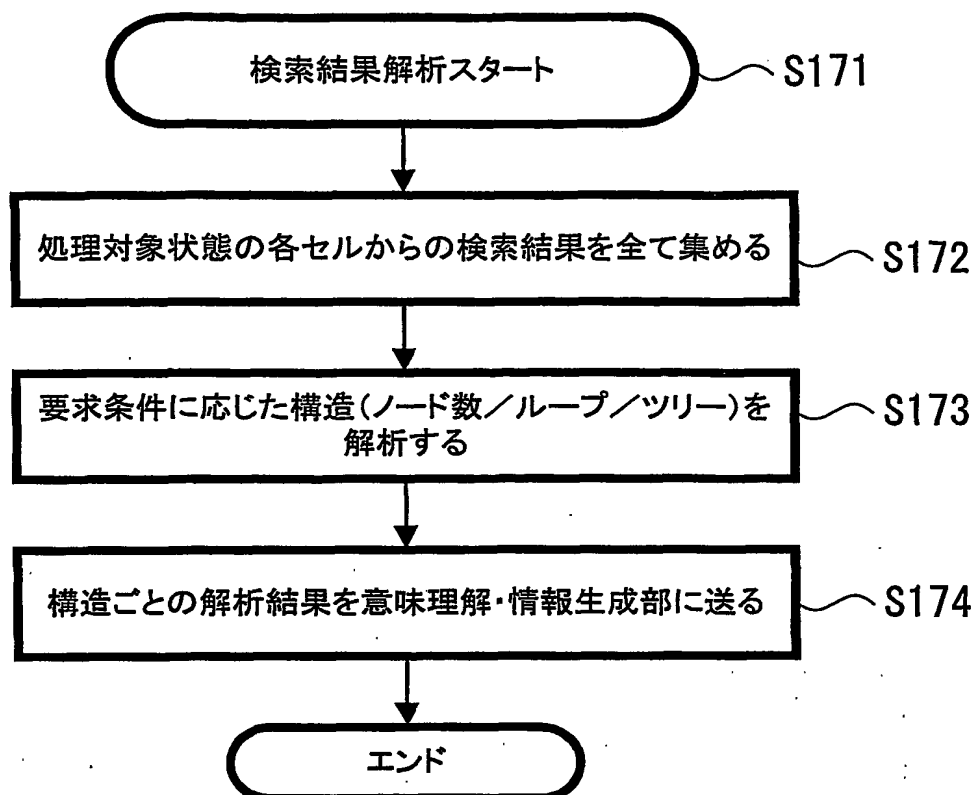 検索結果解析スタート
S171
処理対象状態の各セルからの検索結果を全て集める
S172
要求条件に応じた構造(ノード数／ループ／ツリー)を
解析する
S173
構造ごとの解析結果を意味理解・情報生成部に送る
S174
エンド